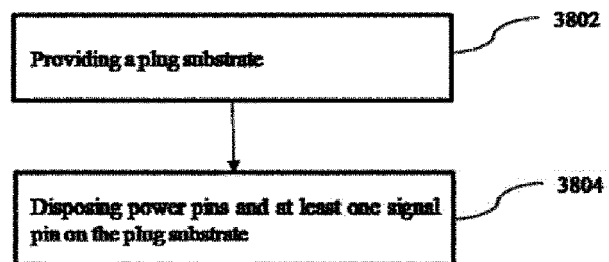 3802
Providing a plug substrate
3804
Disposing power pins and at least one signal
pin on the plug substrate